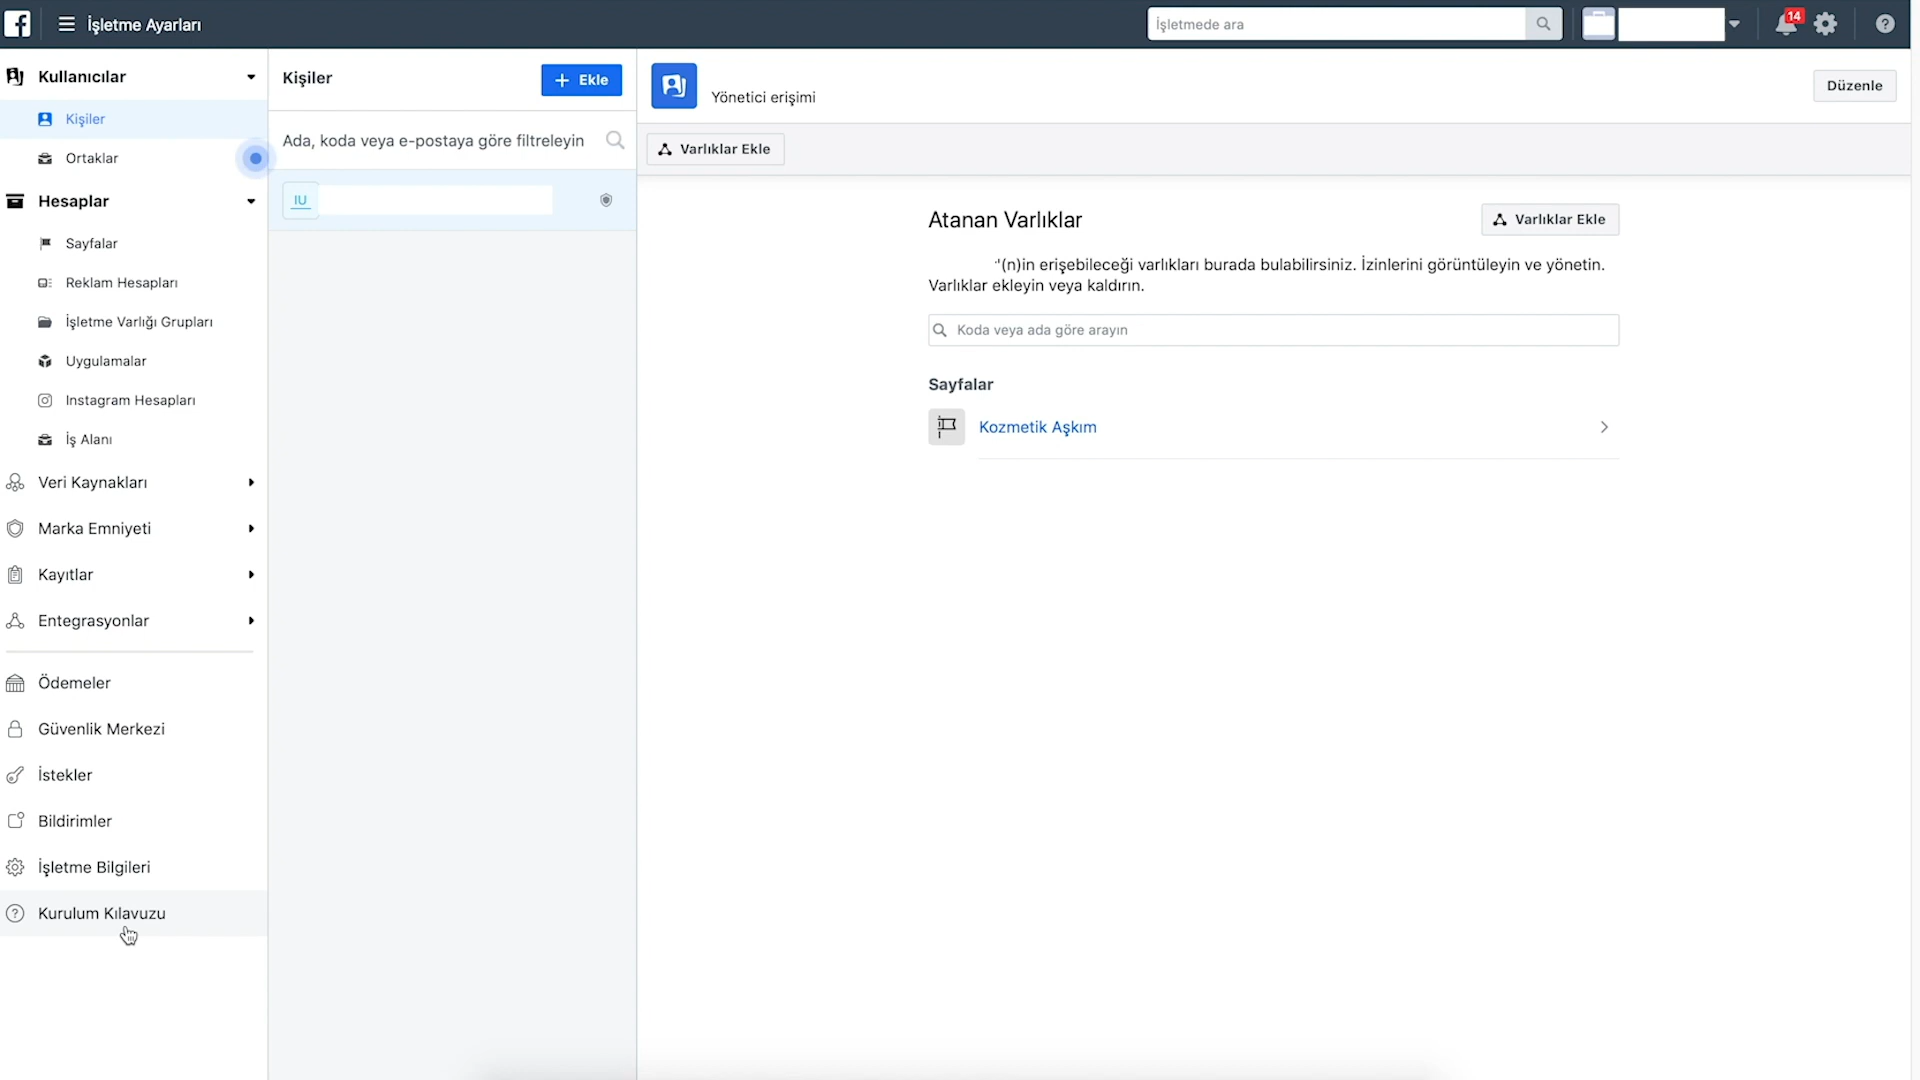 İşletme Ayarları
İşletmede ara
14
Kullanıcılar
Kişiler
Ortaklar
Hesaplar
Sayfalar
Reklam Hesapları
İşletme Varlığı Grupları
Uygulamalar
Instagram Hesapları
İş Alanı
Veri Kaynakları
Marka Emniyeti
Kayıtlar
Entegrasyonlar
Ödemeler
Güvenlik Merkezi
İstekler
Bildirimler
İşletme Bilgileri
Kurulum Kılavuzu
Kişiler
+ Ekle
Ada, koda veya e-postaya göre filtreleyin
IU
Yönetici erişimi
Düzenle
Varlıklar Ekle
Atanan Varlıklar
Varlıklar Ekle
'(n)in erişebileceği varlıkları burada bulabilirsiniz. İzinlerini görüntüleyin ve yönetin.
Varlıklar ekleyin veya kaldırın.
Koda veya ada göre arayın
Sayfalar
Kozmetik Aşkım